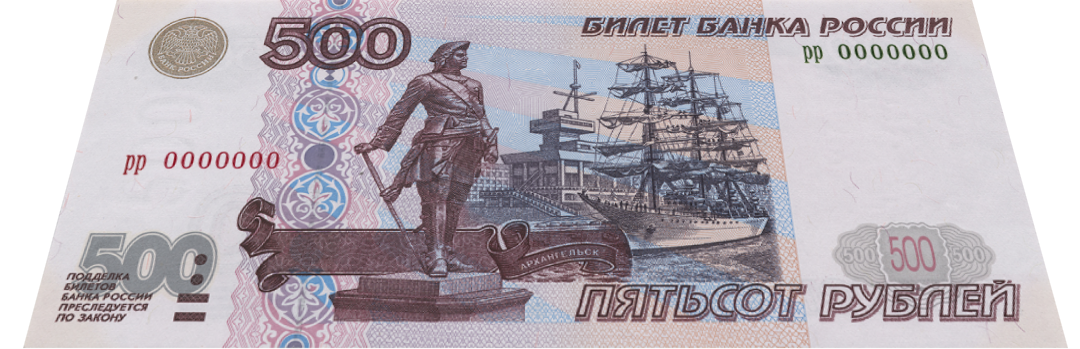 500
БИЛЕТ БАНКА РОССИИ
рр 0000000
БАНК РОССИИ
рр 0000000
АРХАНГЕЛЬСК
500
ПОДДЕЛКА
БИЛЕТОВ
БАНКА РОССИИ
ПРЕСЛЕДУЕТСЯ
ПО ЗАКОНУ
500 500 500
ПЯТЬСОТ РУБЛЕЙ